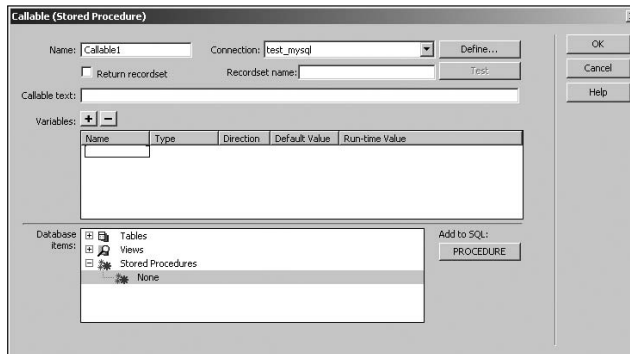 Callable (Stored Procedure)
Name: Callable1 Connection: test_mysql Define... OK
Return recordset Recordset name: Test Cancel
Callable text: Help
Variables: + −
Name Type Direction Default Value Run-time Value
Database items: Tables Add to SQL:
Views PROCEDURE
Stored Procedures
None